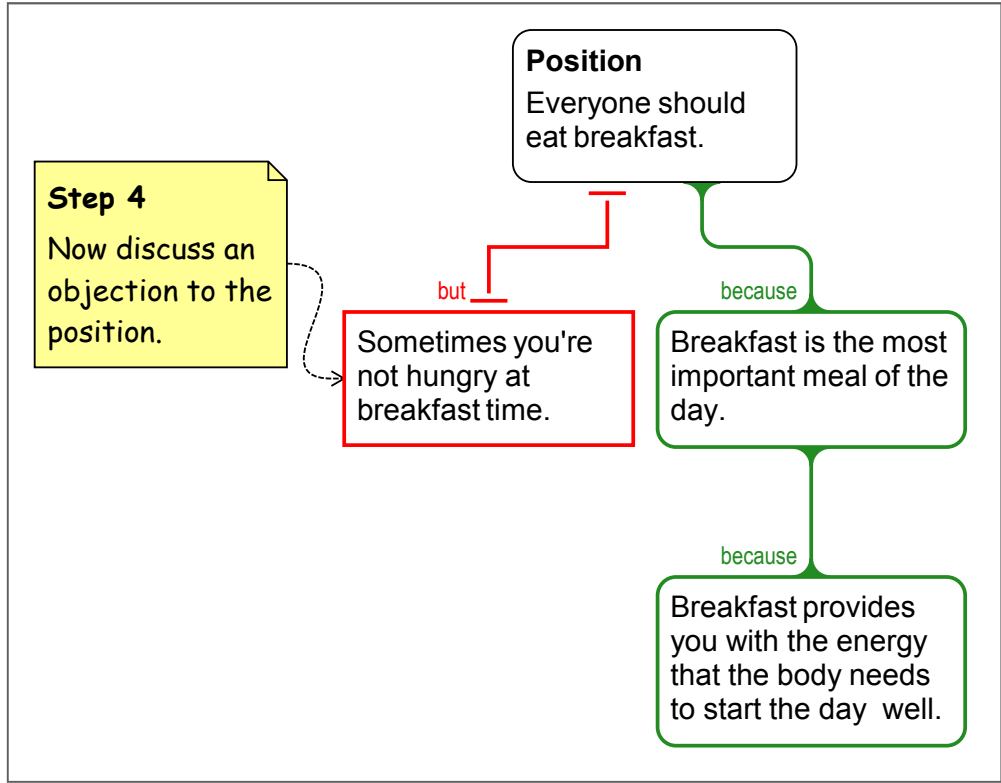 Position
Everyone should
eat breakfast.
Step 4
Now discuss an
objection to the
position.
but
Sometimes you're
not hungry at
breakfast time.
because
Breakfast is the most
important meal of the
day.
because
Breakfast provides
you with the energy
that the body needs
to start the day  well.